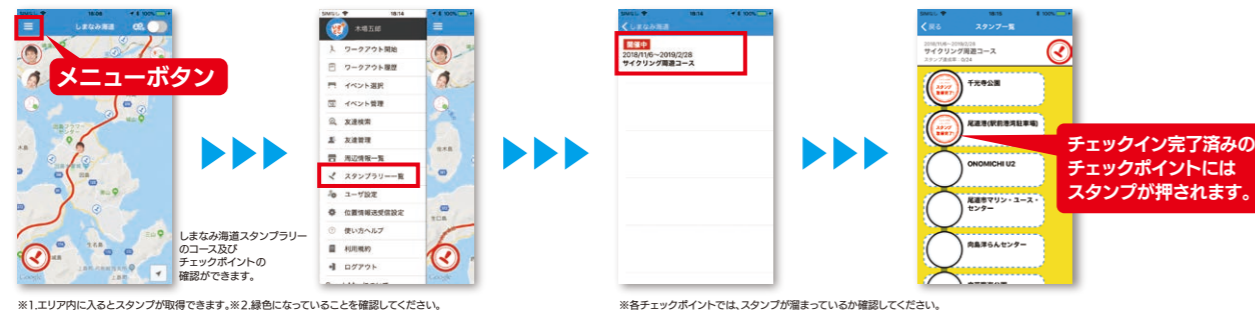 しまなみ海道
メニューボタン
しまなみ海道スタンプラリー
のコース及び
チェックポイントの
確認ができます。
18:14
木塔五郎
ワークアウト開始
ワークアウト履歴
イベント選択
イベント管理
友達検索
友達管理
周辺情報一覧
スタンプラリー一覧
ユーザ設定
位置情報送受信設定
使い方ヘルプ
利用規約
ログアウト
※1.エリア内に入るとスタンプが取得できます。※2.緑色になっていることを確認してください。
18:14
しまなみ海道
開催中
2018/11/6~2019/2/28
サイクリング周遊コース
18:15
戻る
スタンプ一覧
2018/11/6~2019/2/28
サイクリング周遊コース
千光寺公園
尾道港(駅前港湾駐車場)
ONOMICHI U2
尾道市マリン・ユース・
センター
向島洋らんセンター
チェックイン完了済みの
チェックポイントには
スタンプが押されます。
※各チェックポイントでは、スタンプが溜まっているか確認してください。